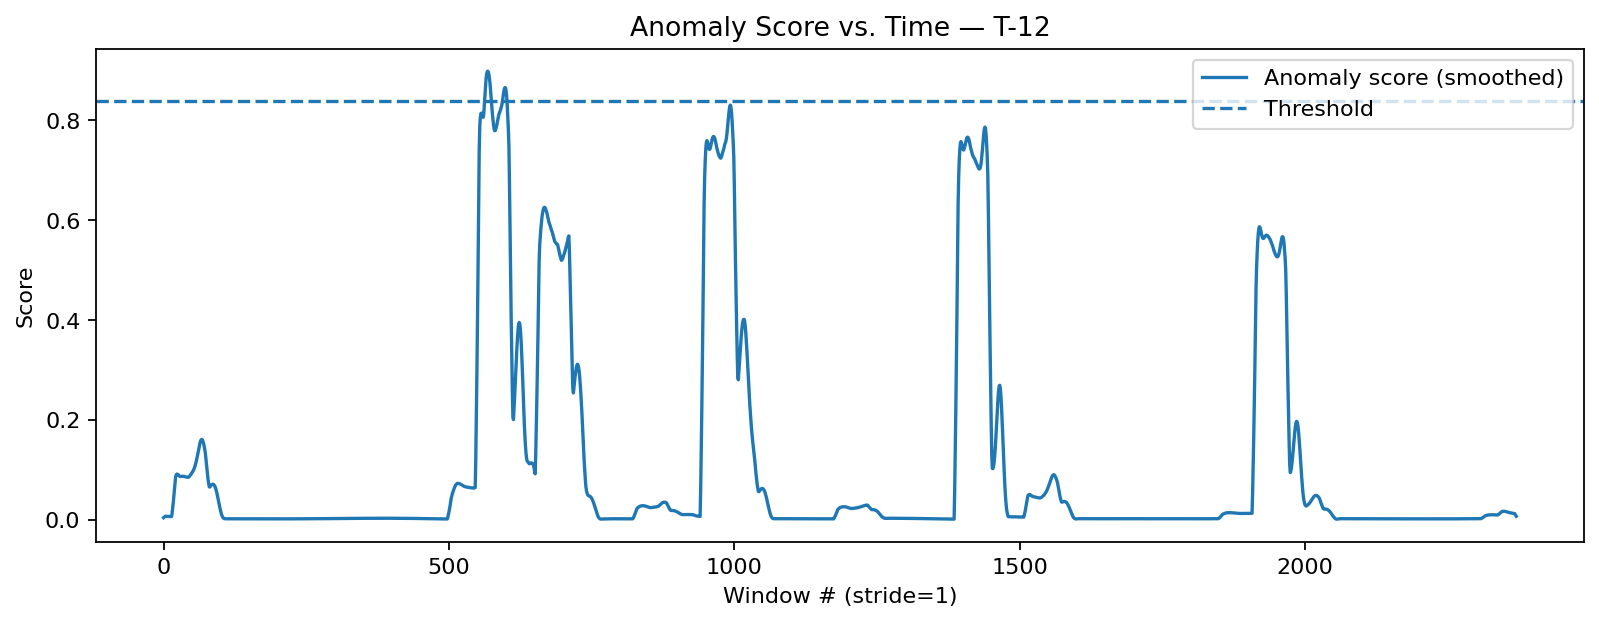 Anomaly Score vs. Time — T-12
Anomaly score (smoothed)
Threshold
Score
0.8
0.6
0.4
0.2
0.0
0 500 1000 1500 2000
Window # (stride=1)